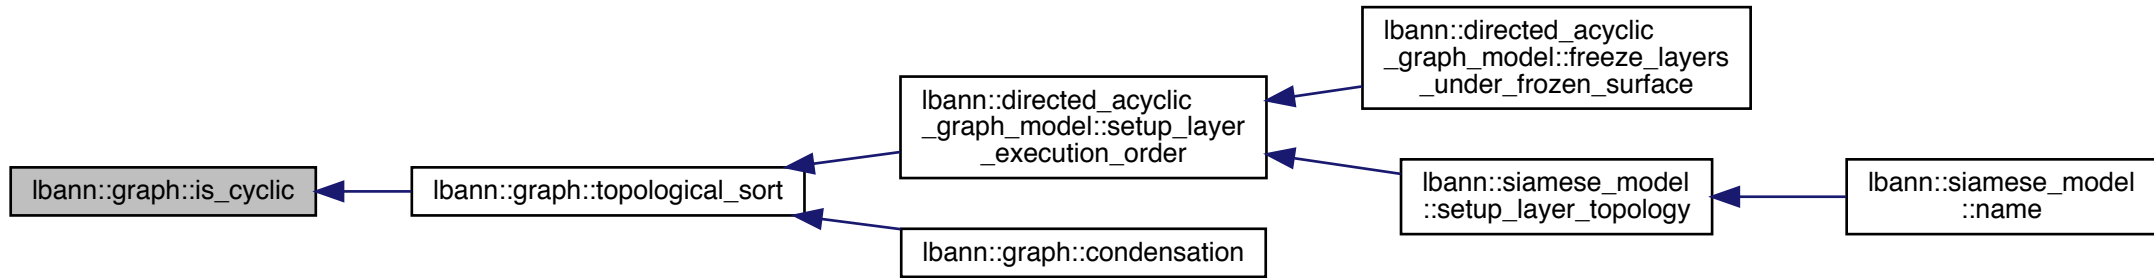 lbann::graph::is_cyclic
lbann::graph::topological_sort
lbann::directed_acyclic
_graph_model::setup_layer
_execution_order
lbann::directed_acyclic
_graph_model::freeze_layers
_under_frozen_surface
lbann::siamese_model
::setup_layer_topology
lbann::siamese_model
::name
lbann::graph::condensation